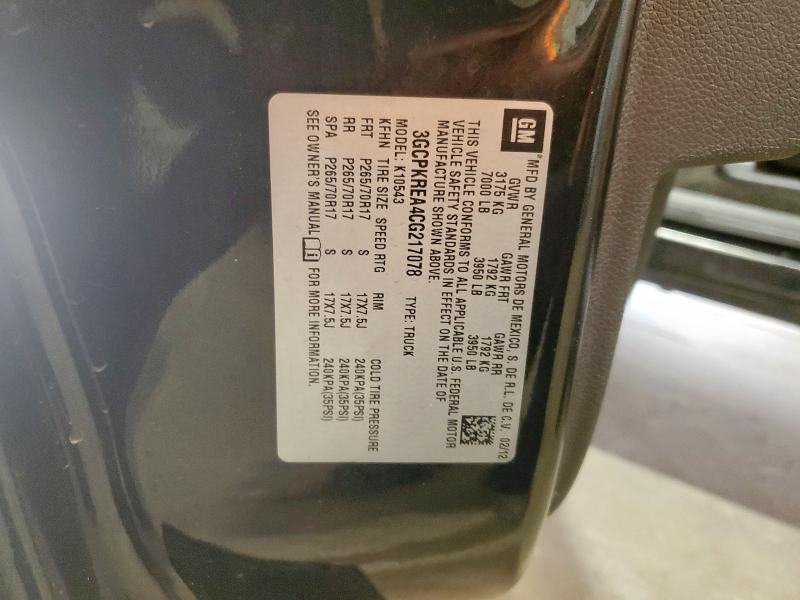 GM ® MFD BY GENERAL MOTORS DE MEXICO, S. DE R.L. DE C.V. 02/12
GVWR GAWR FRT GAWR RR
3175 KG 1792 KG 1792 KG
7000 LB 3950 LB 3950 LB
THIS VEHICLE CONFORMS TO ALL APPLICABLE U.S. FEDERAL MOTOR
VEHICLE SAFETY STANDARDS IN EFFECT ON THE DATE OF
MANUFACTURE SHOWN ABOVE.
3GCPKREA4CG217078 TYPE: TRUCK
MODEL: K10543
KFHN TIRE SIZE SPEED RTG RIM COLD TIRE PRESSURE
FRT P265/70R17 S 17X7.5J 240KPA(35PSI)
RR P265/70R17 S 17X7.5J 240KPA(35PSI)
SPA P265/70R17 S 17X7.5J 240KPA(35PSI)
SEE OWNER'S MANUAL i FOR MORE INFORMATION.